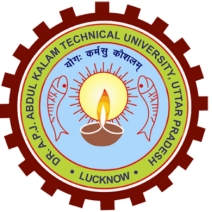 DR. A.P.J. ABDUL KALAM TECHNICAL UNIVERSITY, UTTAR PRADESH
योगः कर्मसु कौशलम्
LUCKNOW